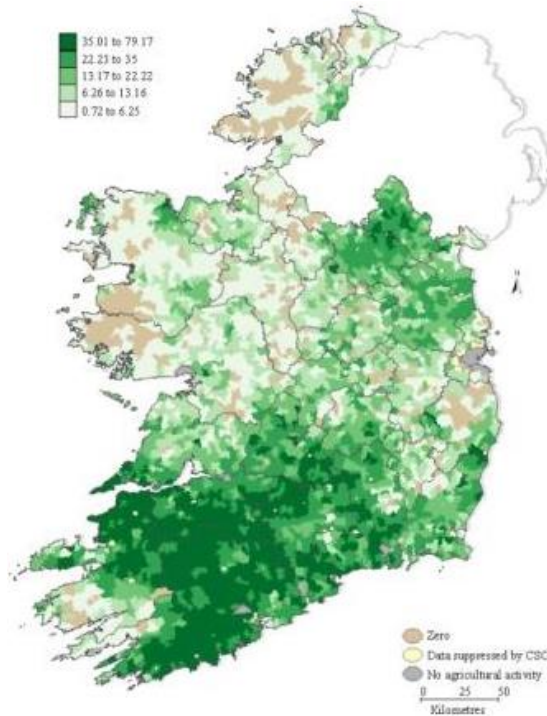 35.01 to 79.17
22.23 to 35
13.17 to 22.22
6.26 to 13.16
0.72 to 6.25
Zero
Data suppressed by CSO
No agricultural activity
0 25 50
Kilometres